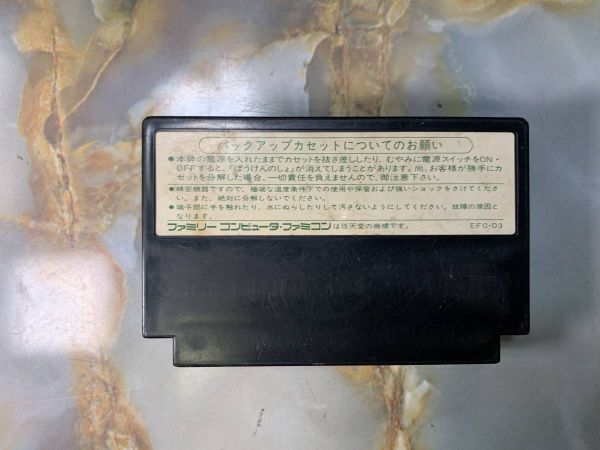 バックアップカセットについてのお願い
●本体の電源を入れたままでカセットを抜き差ししたり、むやみに電源スイッチをON・
OFFすると、『ぼうけんのしょ』が消えてしまうことがあります。尚、お客様が勝手にカ
セットを分解した場合、一切責任を負えませんので、御注意下さい。
●精密機器ですので、極端な温度条件下での使用や保管および強いショックをさけてくださ
い。また、絶対に分解しないでください。
●端子部に手を触れたり、水にぬらしたりして汚さないようにしてください。故障の原因と
なります。
ファミリーコンピュータ・ファミコンは任天堂の商標です。 EFC-D3